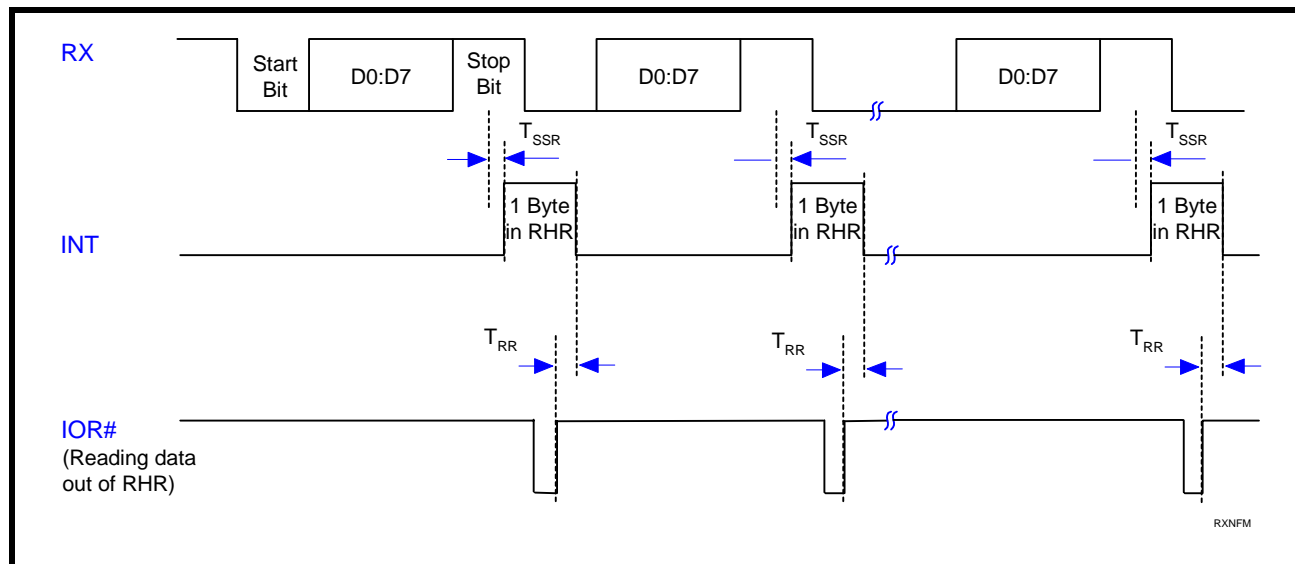 RX
Start
Bit
D0:D7
Stop
Bit
D0:D7
D0:D7
TSSR
TSSR
TSSR
INT
1 Byte
in RHR
1 Byte
in RHR
1 Byte
in RHR
TRR
TRR
TRR
IOR#
(Reading data
out of RHR)
RXNFM